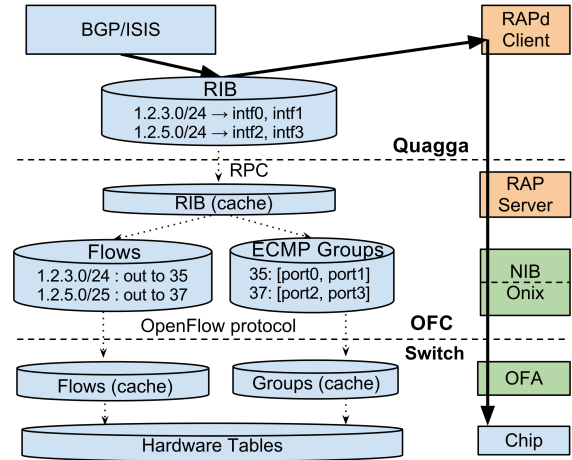 BGP/ISIS
RAPd
Client
RIB
1.2.3.0/24 → intf0, intf1
1.2.5.0/24 → intf2, intf3
Quagga
RPC
RIB (cache)
RAP
Server
Flows
1.2.3.0/24 : out to 35
1.2.5.0/25 : out to 37
ECMP Groups
35: [port0, port1]
37: [port2, port3]
NIB
Onix
OpenFlow protocol
OFC
Switch
Flows (cache)
Groups (cache)
OFA
Hardware Tables
Chip